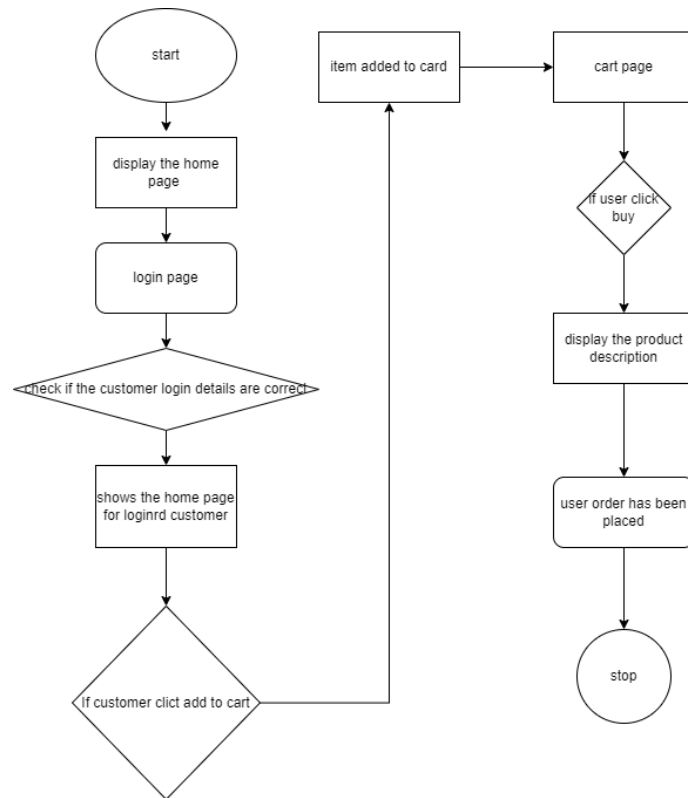 start
display the home
page
login page
check if the customer login details are correct
shows the home page
for loginrd customer
If customer clict add to cart
item added to card
cart page
If user click
buy
display the product
description
user order has been
placed
stop